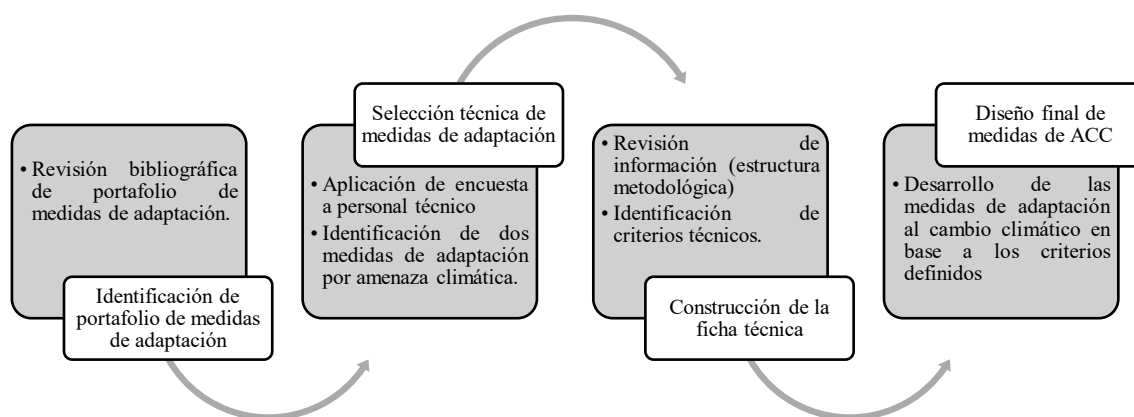 • Revisión bibliográfica
de portafolio de
medidas de adaptación.
Identificación de
portafolio de medidas
de adaptación
Selección técnica de
medidas de adaptación
• Aplicación de encuesta
a personal técnico
• Identificación de dos
medidas de adaptación
por amenaza climática.
• Revisión de
información (estructura
metodológica)
• Identificación de
criterios técnicos.
Construcción de la
ficha técnica
Diseño final de
medidas de ACC
• Desarrollo de las
medidas de adaptación
al cambio climático en
base a los criterios
definidos